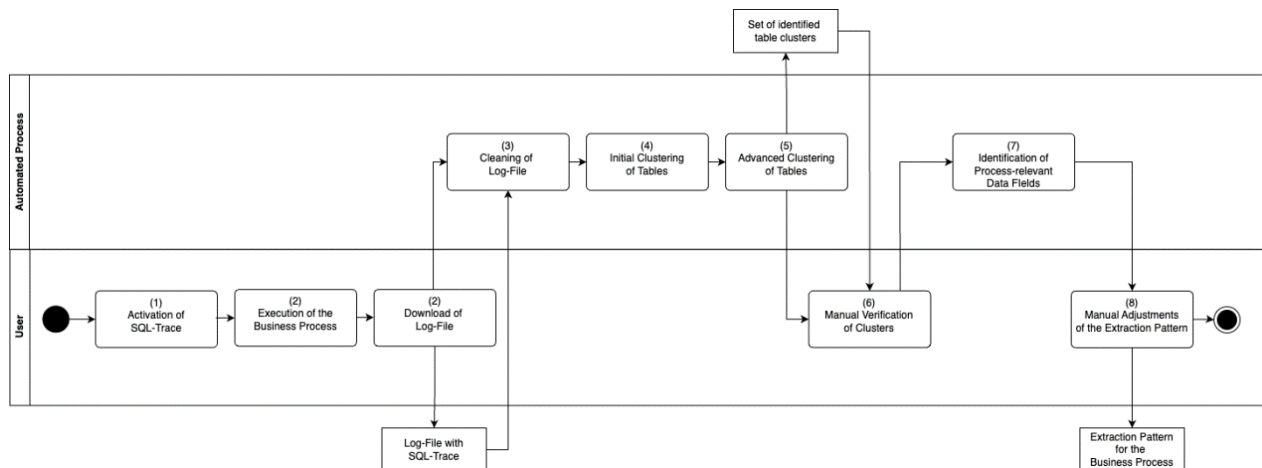 Set of identified
table clusters
Automated Process
(3)
Cleaning of
Log-File
(4)
Initial Clustering
of Tables
(5)
Advanced Clustering
of Tables
(7)
Identification of
Process-relevant
Data FIelds
User
(1)
Activation of
SQL-Trace
(2)
Execution of the
Business Process
(2)
Download of
Log-File
(6)
Manual Verification
of Clusters
(8)
Manual Adjustments
of the Extraction Pattern
Log-File with
SQL-Trace
Extraction Pattern
for the
Business Process